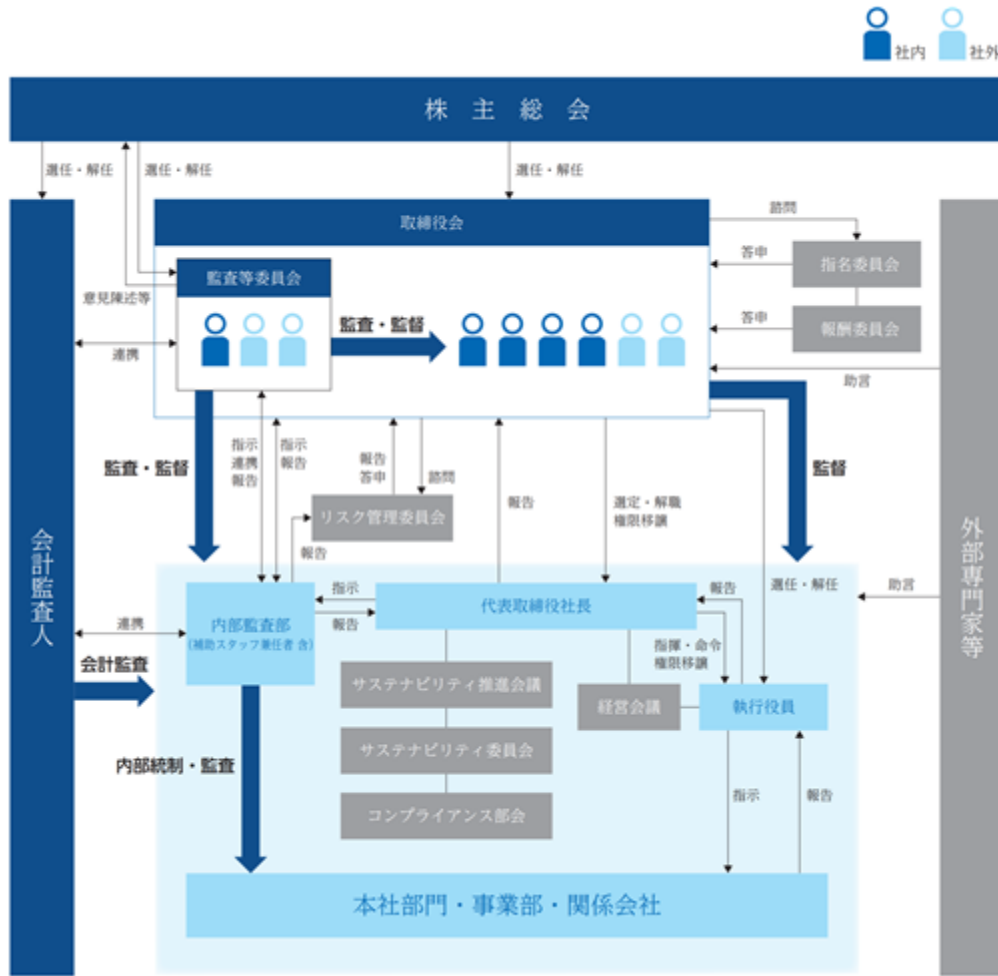 社内
社外
株主総会
選任・解任
選任・解任
選任・解任
取締役会
諮問
監査等委員会
答申
指名委員会
意見陳述等
監査・監督
答申
報酬委員会
連携
助言
監査・監督
指示
連携
報告
指示
報告
報告
答申
諮問
報告
選定・解職
権限移譲
監督
リスク管理委員会
報告
会計監査人
外部専門家等
内部監査部
(補助スタッフ兼任者 含)
指示
報告
代表取締役社長
報告
選任・解任
助言
連携
指揮・命令
権限移譲
会計監査
サステナビリティ推進会議
経営会議
執行役員
サステナビリティ委員会
内部統制・監査
コンプライアンス部会
指示
報告
本社部門・事業部・関係会社